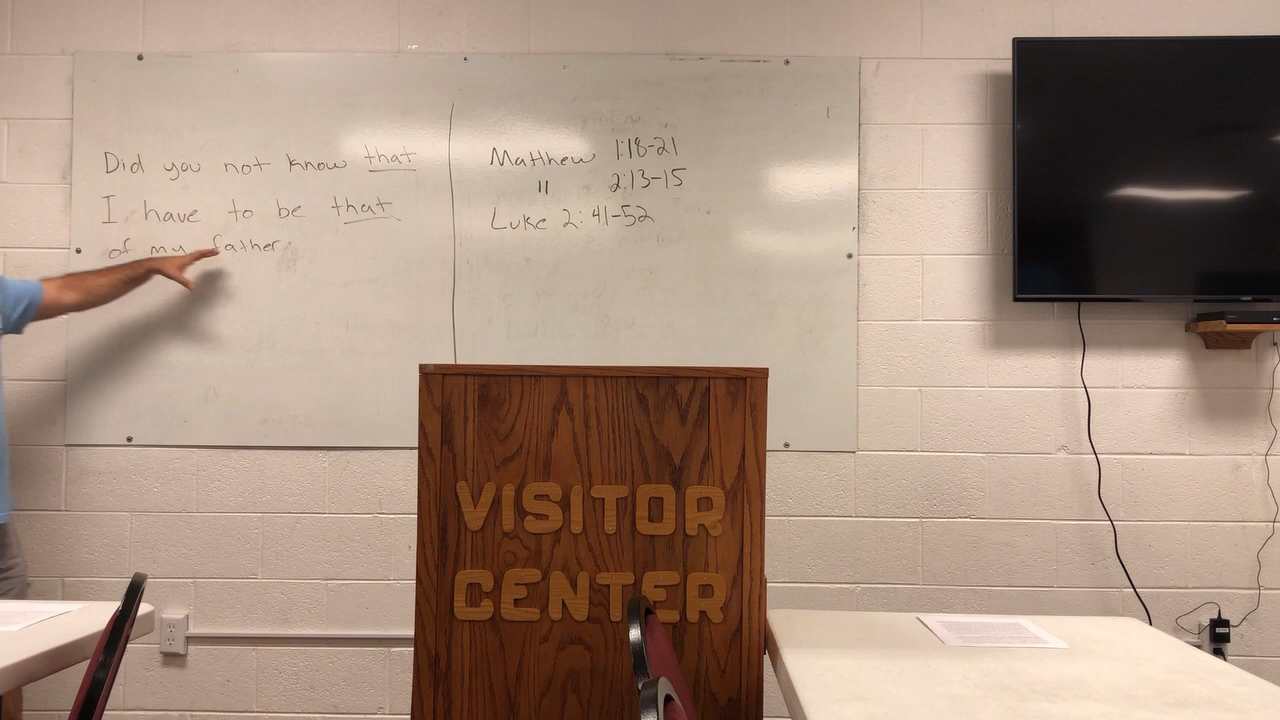 Did you not know that
I have to be that
of my father.
Matthew 1:18-21
" 2:13-15
Luke 2:41-52
VISITOR
CENTER